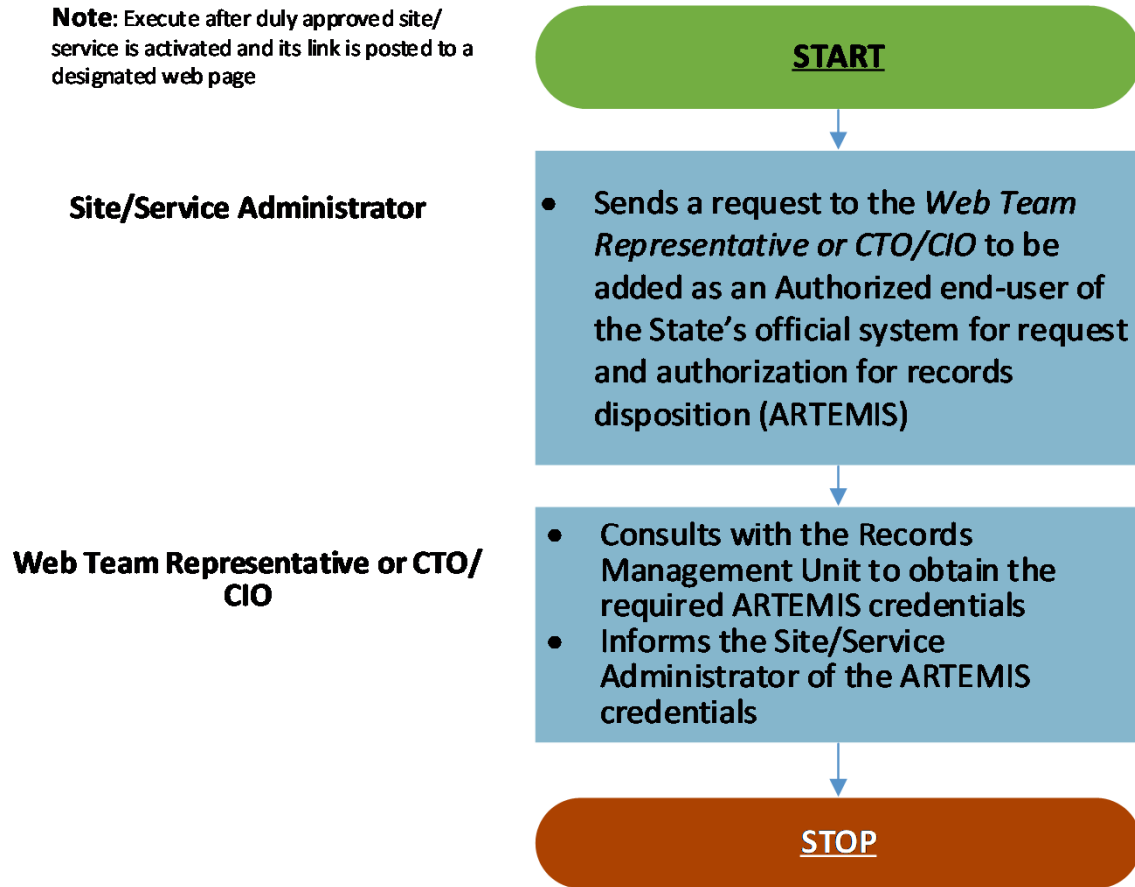 Note: Execute after duly approved site/
service is activated and its link is posted to a
designated web page
START
Site/Service Administrator
• Sends a request to the Web Team
Representative or CTO/CIO to be
added as an Authorized end-user of
the State’s official system for request
and authorization for records
disposition (ARTEMIS)
Web Team Representative or CTO/
CIO
• Consults with the Records
Management Unit to obtain the
required ARTEMIS credentials
• Informs the Site/Service
Administrator of the ARTEMIS
credentials
STOP